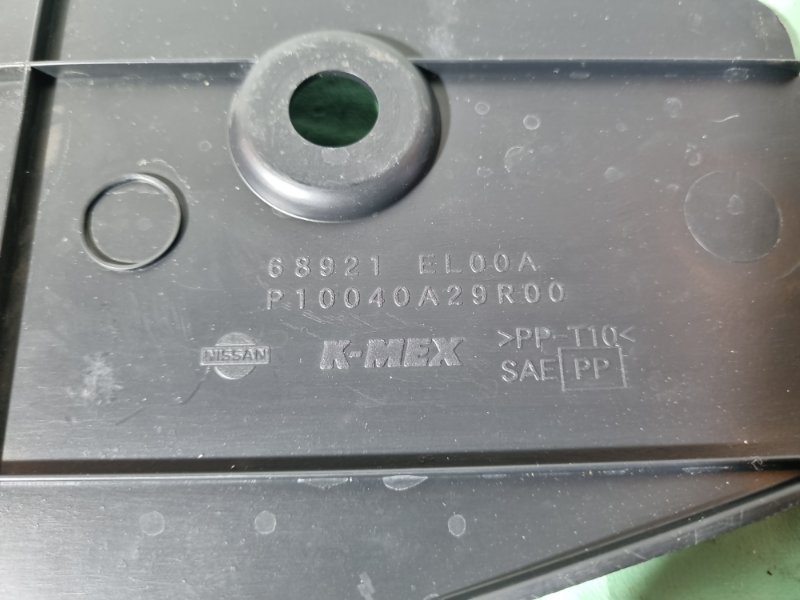 68921 EL00A
P10040A29R00
NISSAN
K-MEX
>PP-T10<
SAE PP